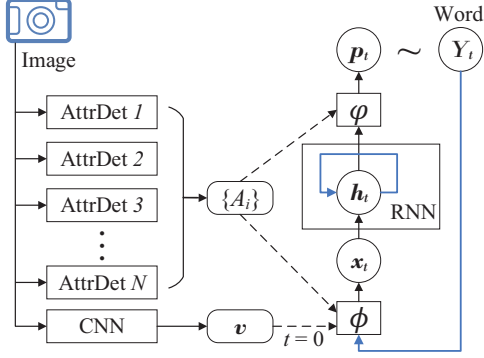 Word
Image
p_t ∼ Y_t
AttrDet 1
φ
AttrDet 2
AttrDet 3
{A_i}
h_t
RNN
x_t
AttrDet N
CNN
v
t = 0
ϕ